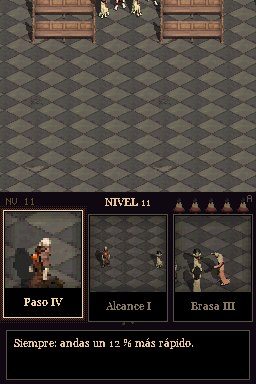 NV 11
NIVEL 11
A
Paso IV
Alcance I
Brasa III
Siempre: andas un 12 % más rápido.